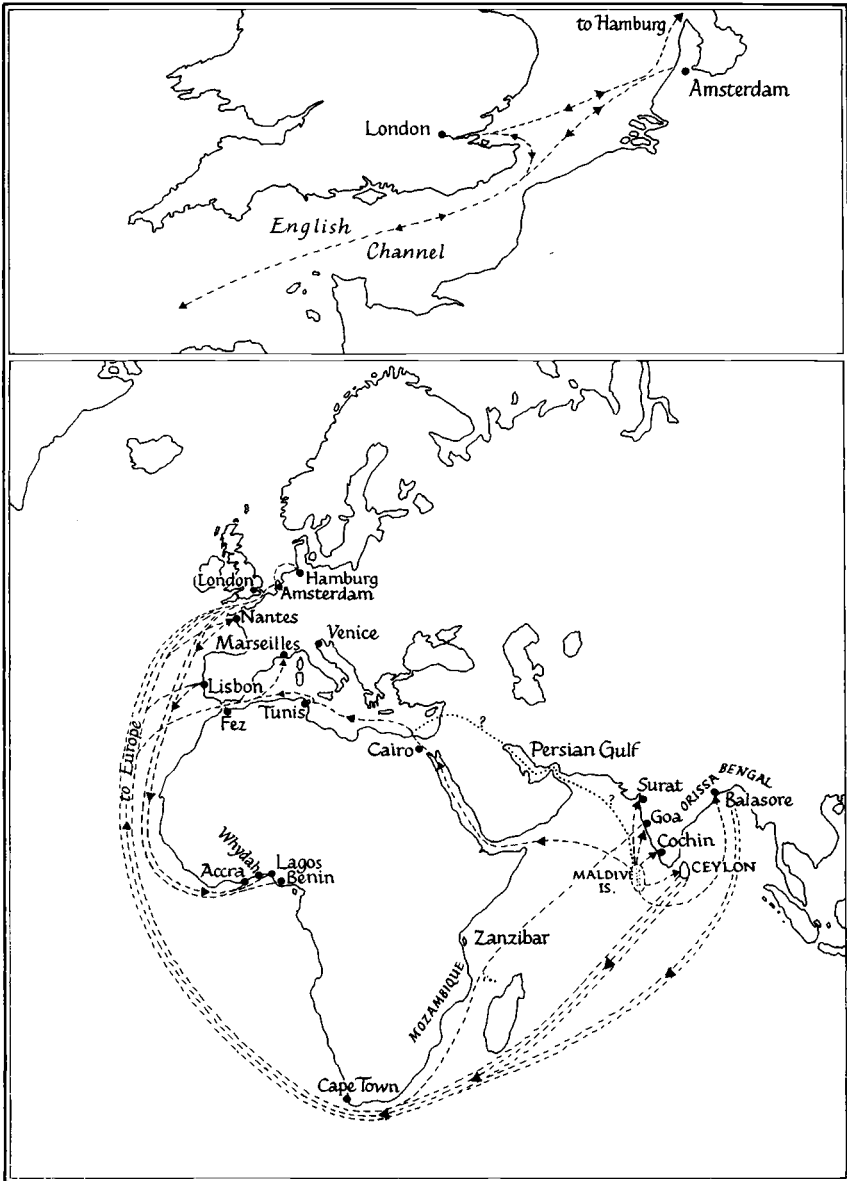 to Hamburg
Amsterdam
London
English
Channel
London
Hamburg
Amsterdam
Nantes
Marseilles
Venice
Lisbon
Fez
Tunis
to Europe
Cairo
?
Persian Gulf
?
Surat
ORISSA
BENGAL
Balasore
Goa
Cochin
MALDIVE
IS.
CEYLON
Whydah
Accra
Lagos
Benin
Zanzibar
MOZAMBIQUE
Cape Town